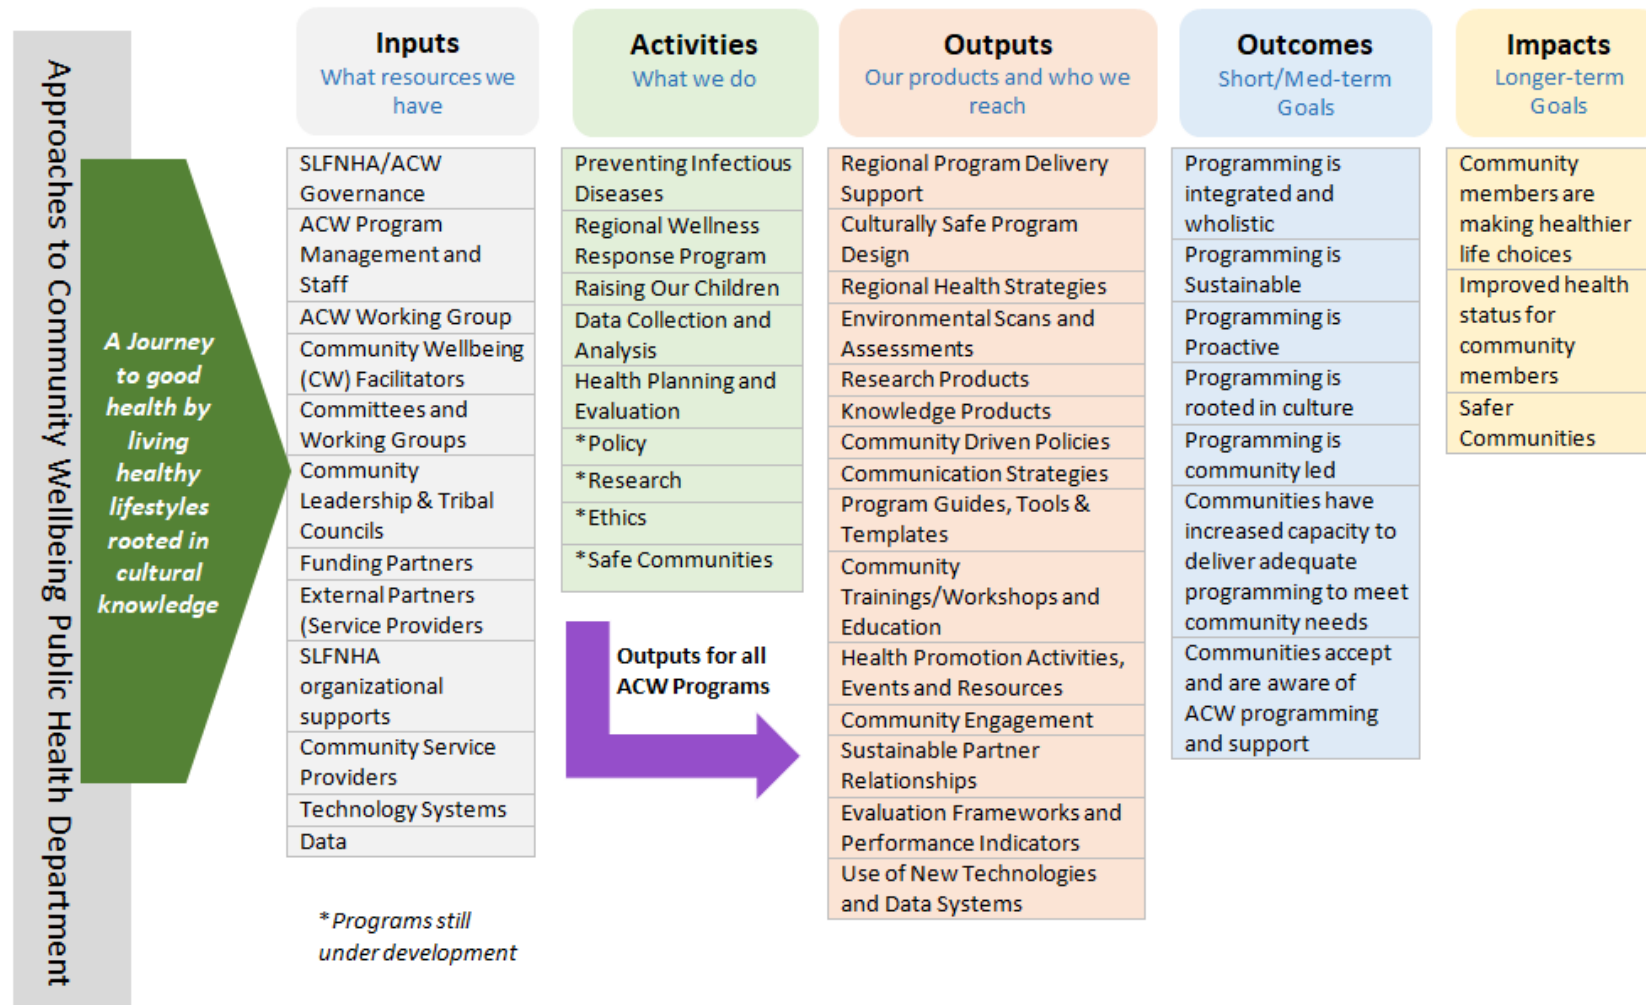 Approaches to Community Wellbeing Public Health Department
A Journey
to good
health by
living
healthy
lifestyles
rooted in
cultural
knowledge
Inputs
What resources we
have
SLFNHA/ACW
Governance
ACW Program
Management and
Staff
ACW Working Group
Community Wellbeing
(CW) Facilitators
Committees and
Working Groups
Community
Leadership & Tribal
Councils
Funding Partners
External Partners
(Service Providers
SLFNHA
organizational
supports
Community Service
Providers
Technology Systems
Data
*Programs still
under development
Activities
What we do
Preventing Infectious
Diseases
Regional Wellness
Response Program
Raising Our Children
Data Collection and
Analysis
Health Planning and
Evaluation
*Policy
*Research
*Ethics
*Safe Communities
Outputs for all
ACW Programs
Outputs
Our products and who we
reach
Regional Program Delivery
Support
Culturally Safe Program
Design
Regional Health Strategies
Environmental Scans and
Assessments
Research Products
Knowledge Products
Community Driven Policies
Communication Strategies
Program Guides, Tools &
Templates
Community
Trainings/Workshops and
Education
Health Promotion Activities,
Events and Resources
Community Engagement
Sustainable Partner
Relationships
Evaluation Frameworks and
Performance Indicators
Use of New Technologies
and Data Systems
Outcomes
Short/Med-term
Goals
Programming is
integrated and
wholistic
Programming is
Sustainable
Programming is
Proactive
Programming is
rooted in culture
Programming is
community led
Communities have
increased capacity to
deliver adequate
programming to meet
community needs
Communities accept
and are aware of
ACW programming
and support
Impacts
Longer-term
Goals
Community
members are
making healthier
life choices
Improved health
status for
community
members
Safer
Communities